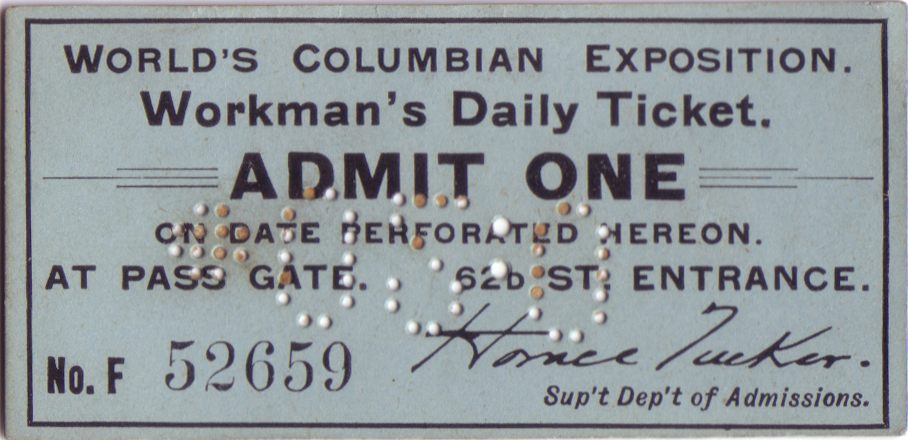 WORLD'S COLUMBIAN EXPOSITION.
Workman's Daily Ticket.
ADMIT ONE
ON DATE PERFORATED HEREON.
AT PASS GATE. 62D ST. ENTRANCE.
Horace Tucker.
No. F 52659
Sup't Dep't of Admissions.